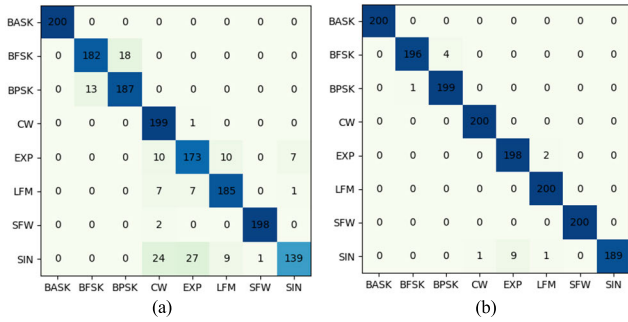 BASK 200 0 0 0 0 0 0 0
BFSK 0 182 18 0 0 0 0 0
BPSK 0 13 187 0 0 0 0 0
CW 0 0 0 199 1 0 0 0
EXP 0 0 0 10 173 10 0 7
LFM 0 0 0 7 7 185 0 1
SFW 0 0 0 2 0 0 198 0
SIN 0 0 0 24 27 9 1 139
BASK BFSK BPSK CW EXP LFM SFW SIN
(a)
BASK 200 0 0 0 0 0 0 0
BFSK 0 196 4 0 0 0 0 0
BPSK 0 1 199 0 0 0 0 0
CW 0 0 0 200 0 0 0 0
EXP 0 0 0 0 198 2 0 0
LFM 0 0 0 0 0 200 0 0
SFW 0 0 0 0 0 0 200 0
SIN 0 0 0 1 9 1 0 189
BASK BFSK BPSK CW EXP LFM SFW SIN
(b)